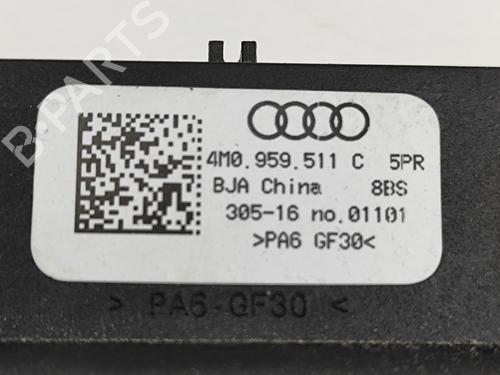 B-PARTS
4M0.959.511 C 5PR
BJA China 8BS
305-16 no.01101
>PA6 GF30<
> PA6-GF30 <